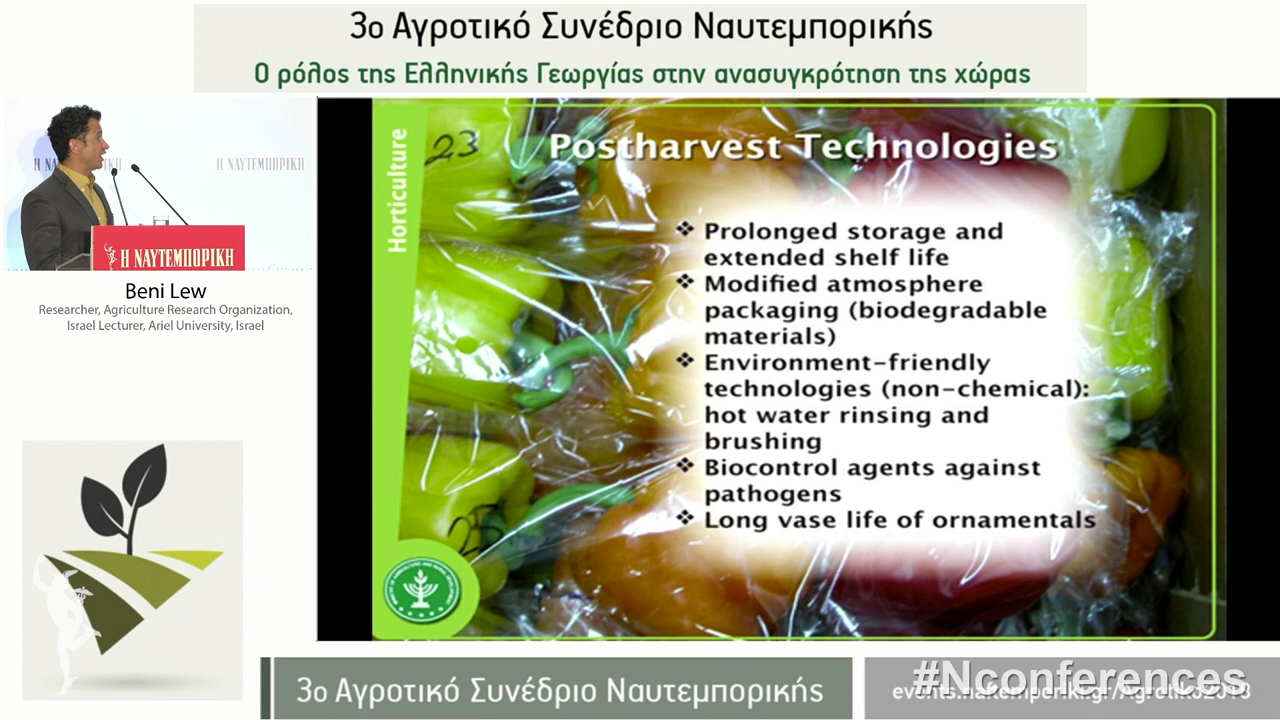 3ο Αγροτικό Συνέδριο Ναυτεμπορικής
Ο ρόλος της Ελληνικής Γεωργίας στην ανασυγκρότηση της χώρας
Η ΝΑΥΤΕΜΠΟΡΙΚΗ
Η ΝΑΥΤΕΜΠΟΡΙΚΗ
Beni Lew
Researcher, Agriculture Research Organization,
Israel Lecturer, Ariel University, Israel
Horticulture
23
Postharvest Technologies
❖ Prolonged storage and
extended shelf life
❖ Modified atmosphere
packaging (biodegradable
materials)
❖ Environment-friendly
technologies (non-chemical):
hot water rinsing and
brushing
❖ Biocontrol agents against
pathogens
❖ Long vase life of ornamentals
3ο Αγροτικό Συνέδριο Ναυτεμπορικής
#Nconferences